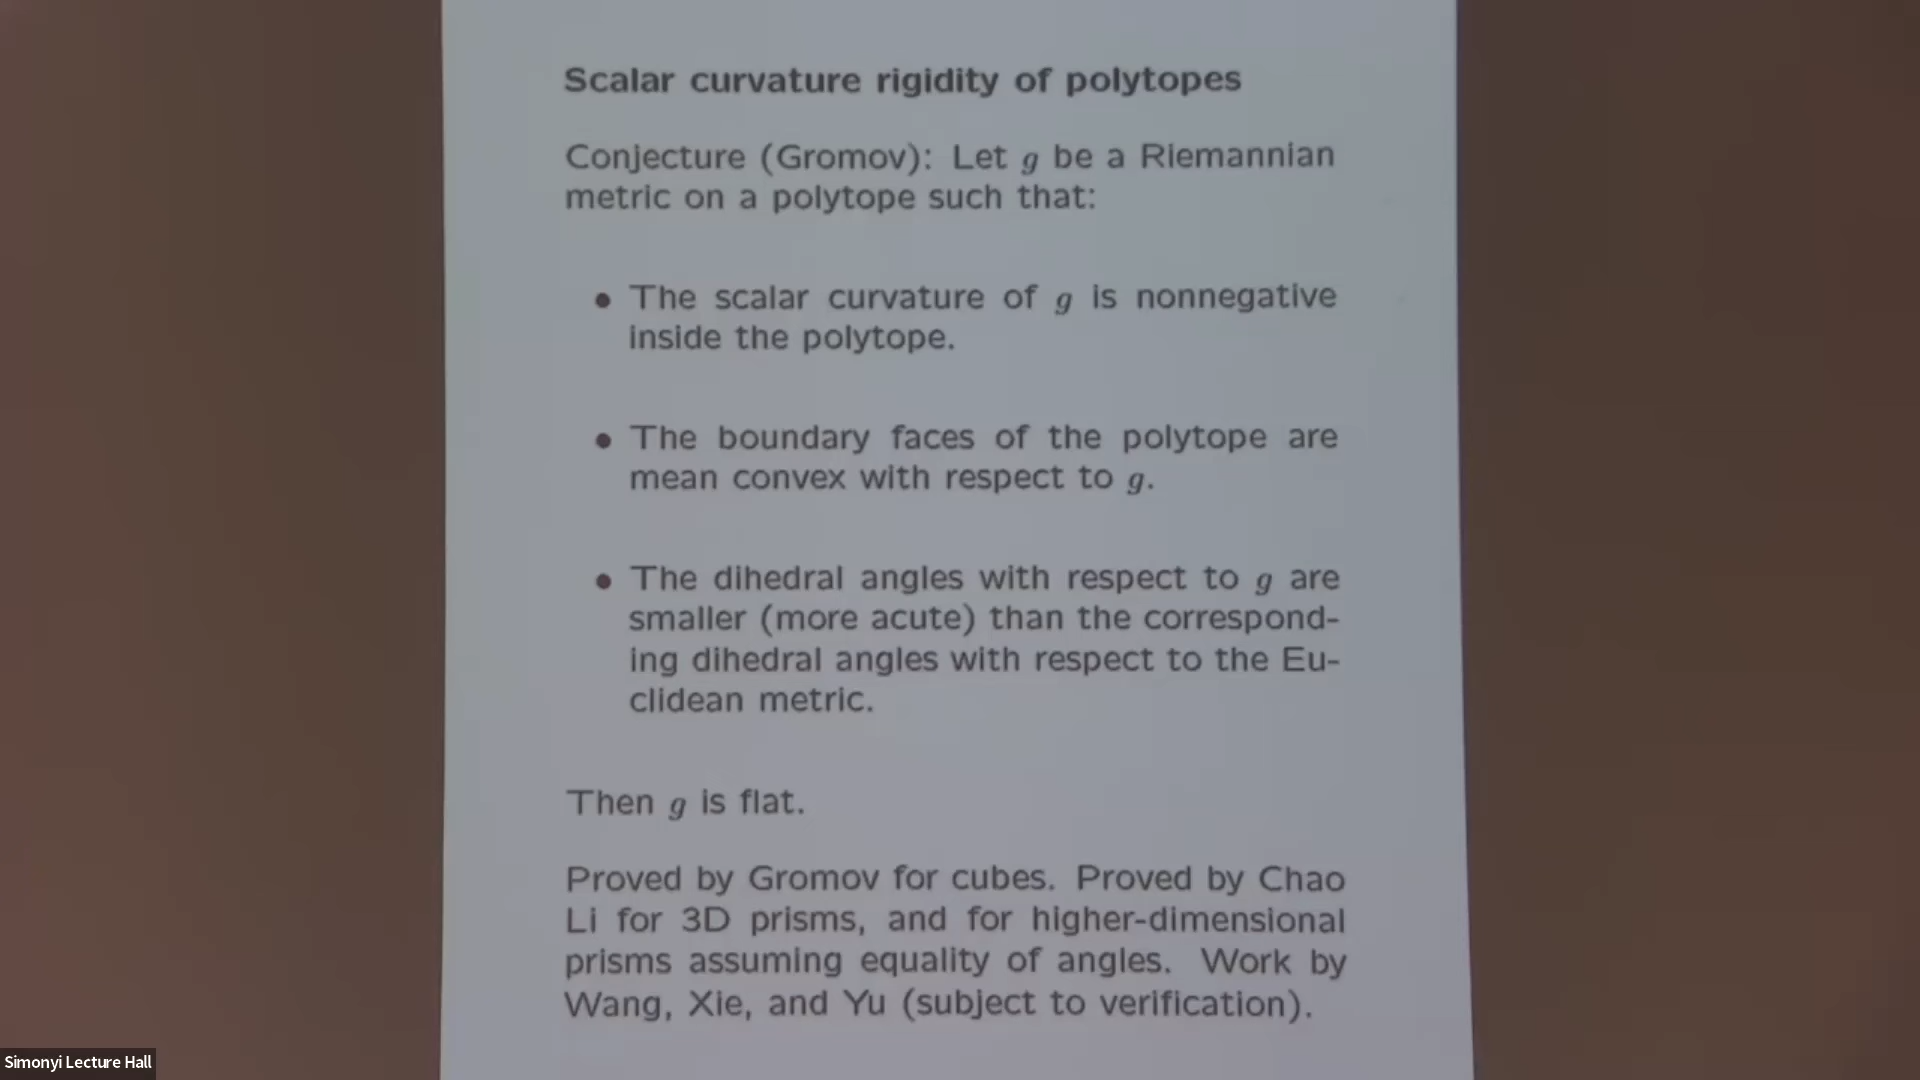 Scalar curvature rigidity of polytopes
Conjecture (Gromov): Let g be a Riemannian
metric on a polytope such that:
• The scalar curvature of g is nonnegative
inside the polytope.
• The boundary faces of the polytope are
mean convex with respect to g.
• The dihedral angles with respect to g are
smaller (more acute) than the correspond-
ing dihedral angles with respect to the Eu-
clidean metric.
Then g is flat.
Proved by Gromov for cubes. Proved by Chao
Li for 3D prisms, and for higher-dimensional
prisms assuming equality of angles. Work by
Wang, Xie, and Yu (subject to verification).
Simonyi Lecture Hall